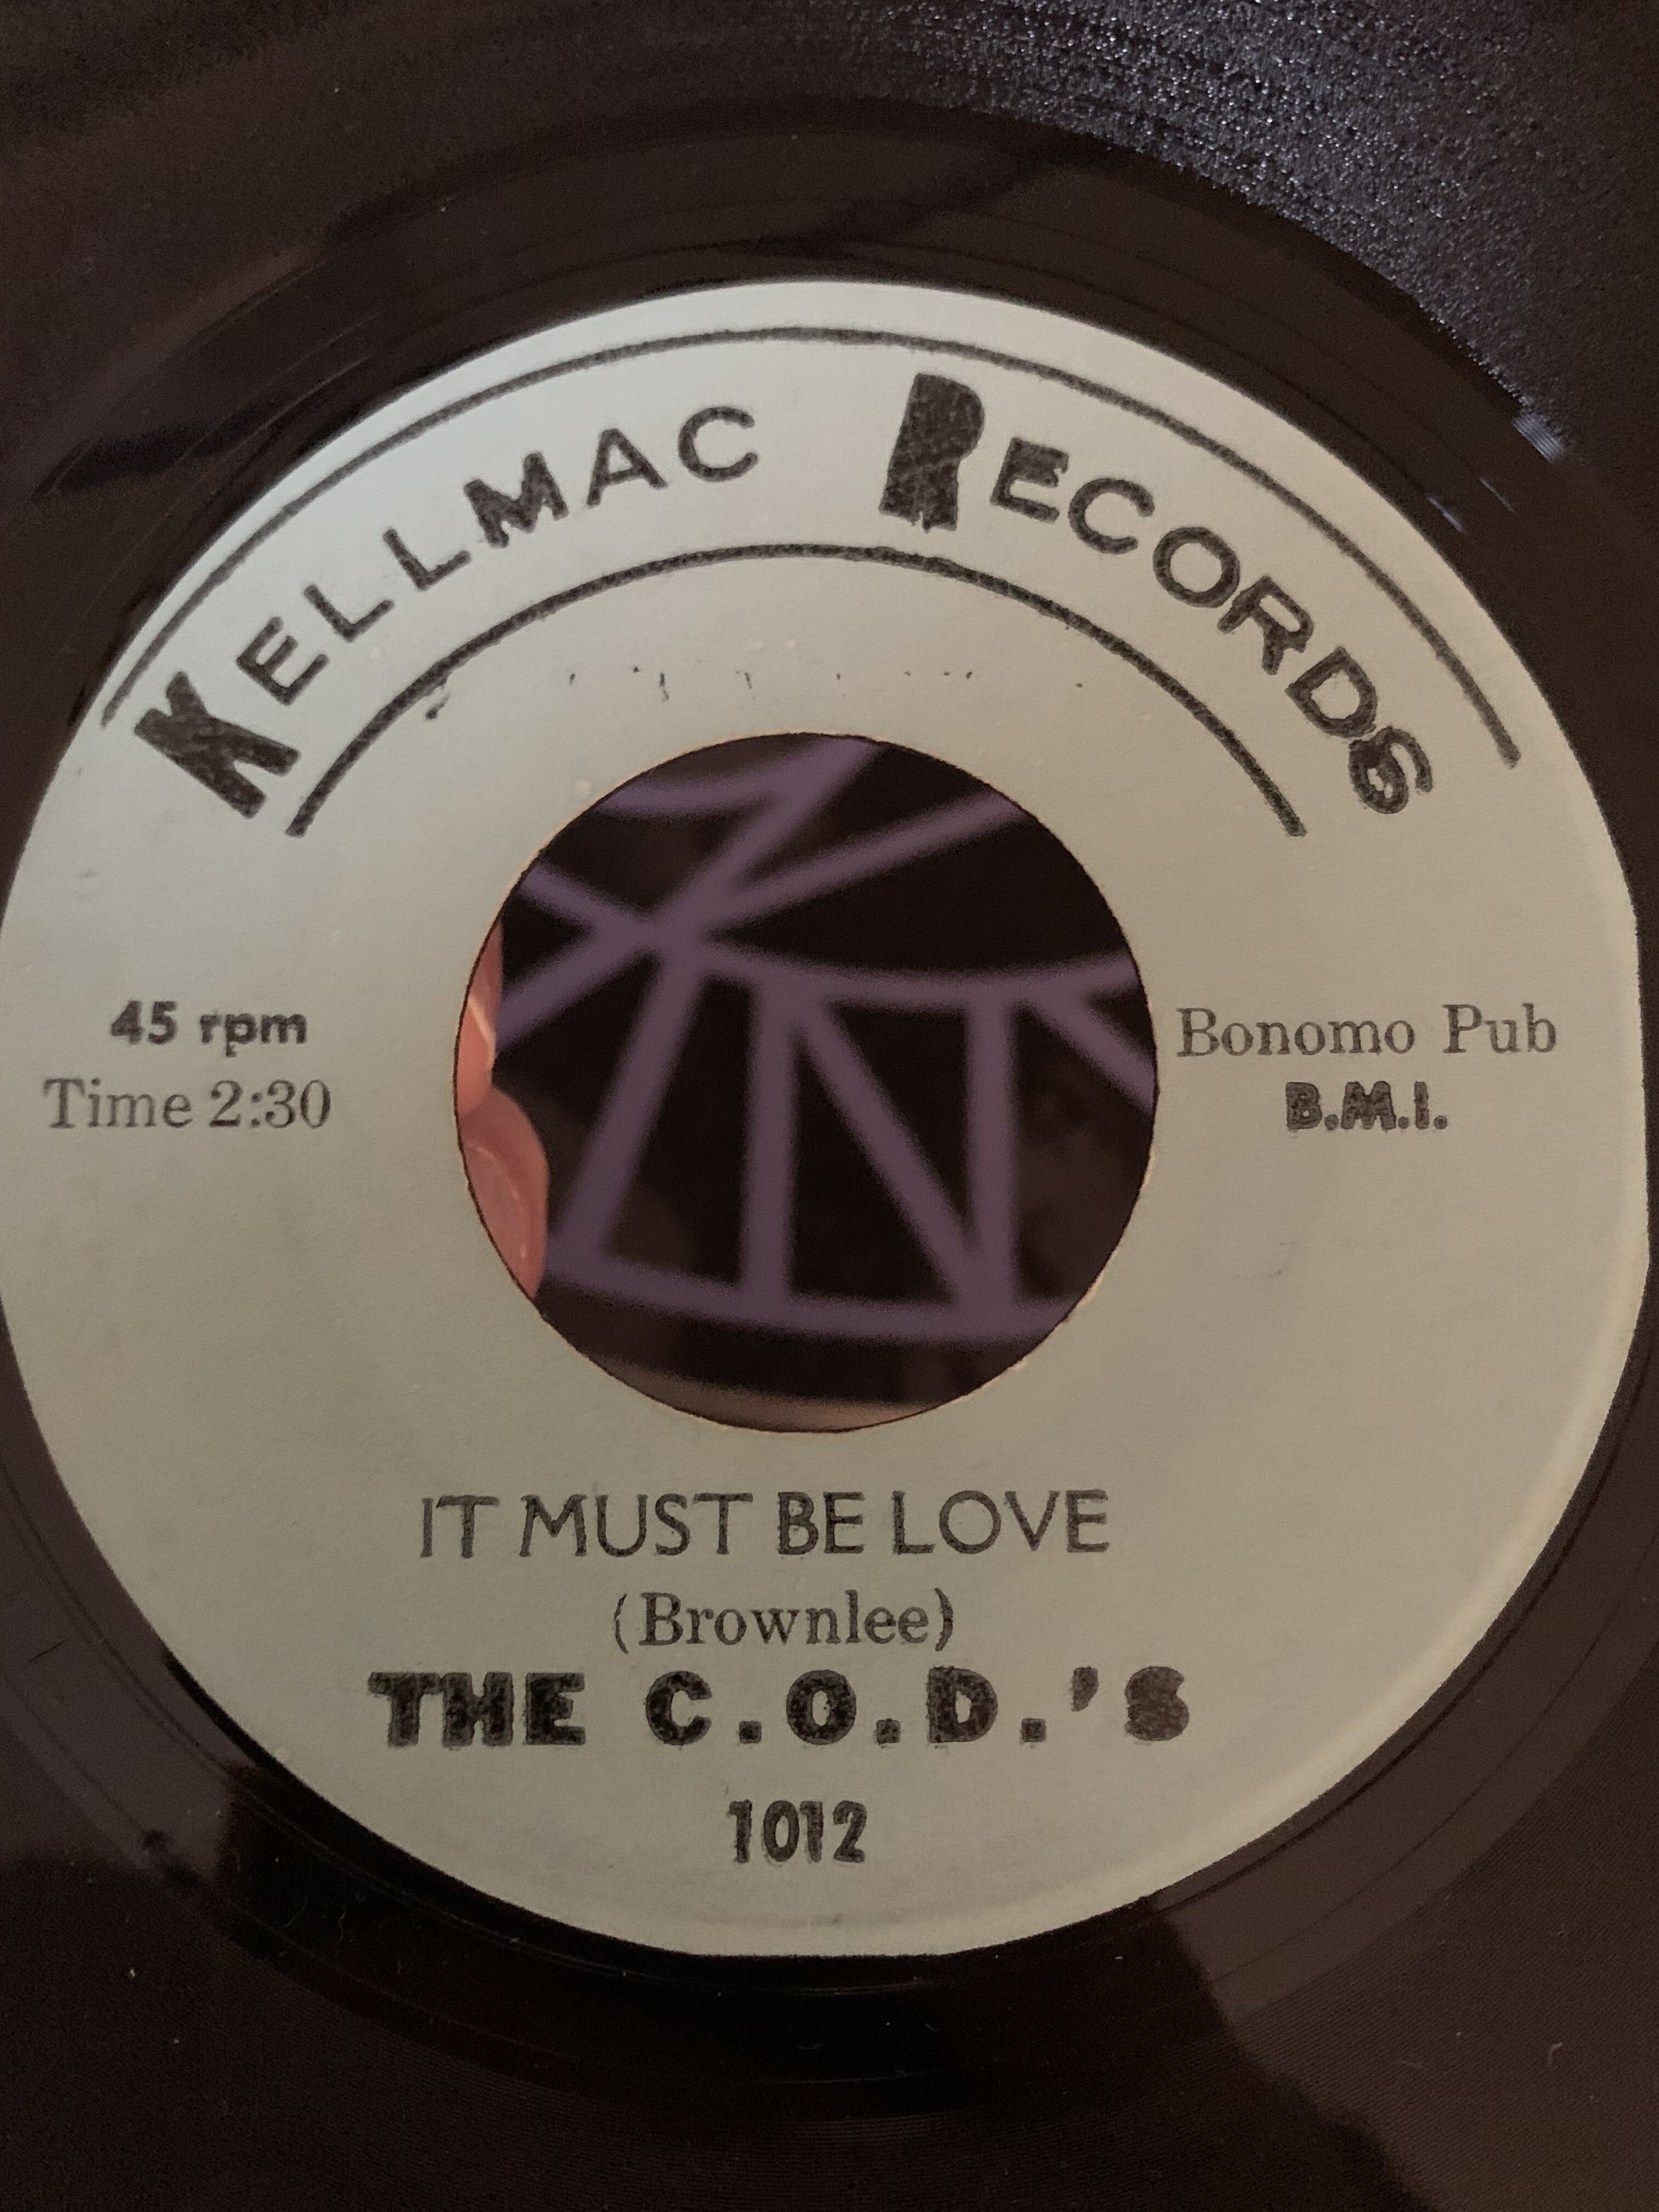 KELLMAC RECORDS
45 rpm
Time 2:30
Bonomo Pub
B.M.I.
IT MUST BE LOVE
(Brownlee)
THE C.O.D.'S
1012